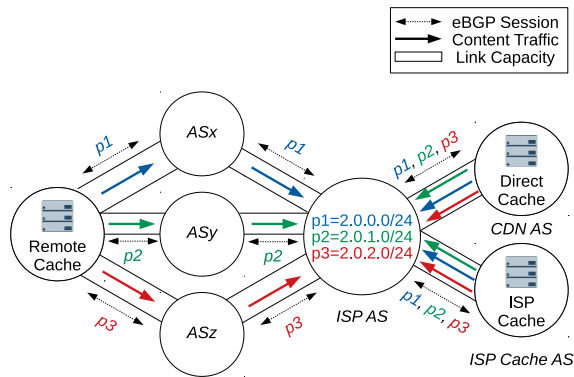 eBGP Session
Content Traffic
Link Capacity
p1
ASx
p1
p1, p2, p3
Direct
Cache
CDN AS
Remote
Cache
p2
ASy
p2
p1=2.0.0.0/24
p2=2.0.1.0/24
p3=2.0.2.0/24
ISP AS
p3
ASz
p3
ISP
Cache
p1, p2, p3
ISP Cache AS